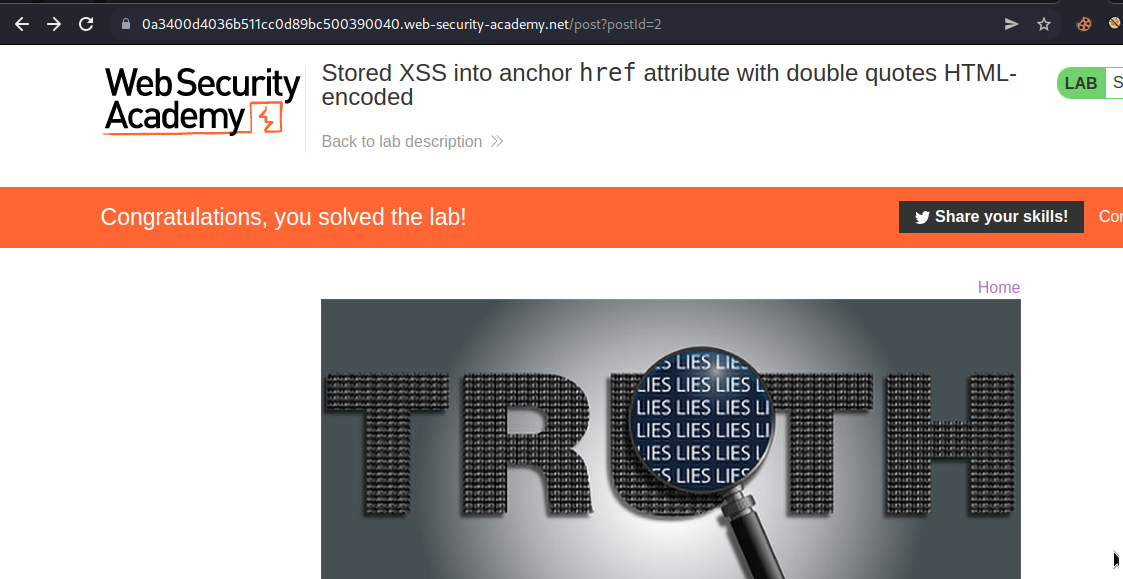 0a3400d4036b511cc0d89bc500390040.web-security-academy.net/post?postId=2
Web Security
Academy
Stored XSS into anchor href attribute with double quotes HTML-
encoded
Back to lab description
LAB S
Congratulations, you solved the lab!
Share your skills! Con
Home
TRUTH
LIES LIES LIE
LIES LIES LIES L
LIES LIES LIES LI
LIES LIES LIES LI
LIES LIES LIES L
LIES LIES LIES